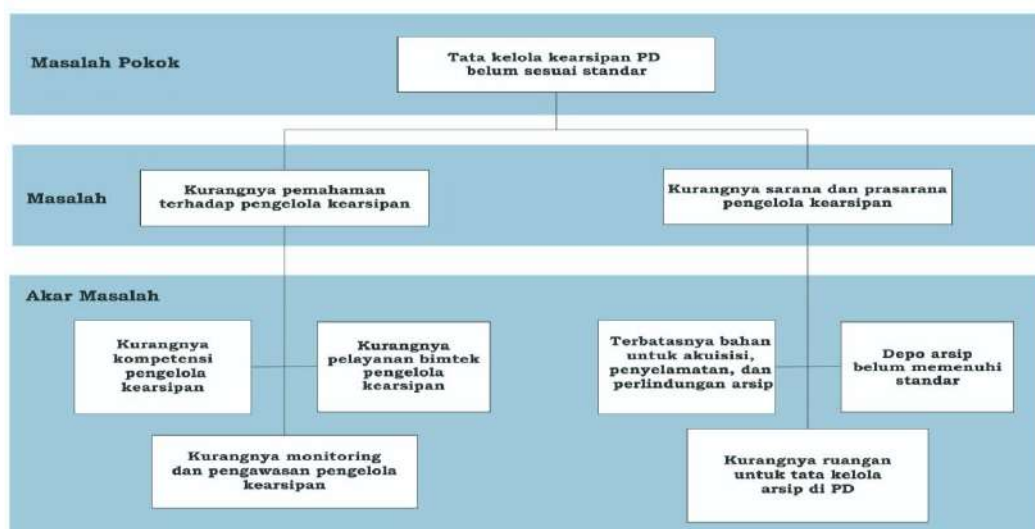 Masalah Pokok
Tata kelola kearsipan PD
belum sesuai standar
Masalah
Kurangnya pemahaman
terhadap pengelola kearsipan
Kurangnya sarana dan prasarana
pengelola kearsipan
Akar Masalah
Kurangnya
kompetensi
pengelola
kearsipan
Kurangnya
pelayanan bimtek
pengelola
kearsipan
Terbatasnya bahan
untuk akuisisi,
penyelamatan, dan
perlindungan arsip
Depo arsip
belum memenuhi
standar
Kurangnya monitoring
dan pengawasan pengelola
kearsipan
Kurangnya ruangan
untuk tata kelola
arsip di PD